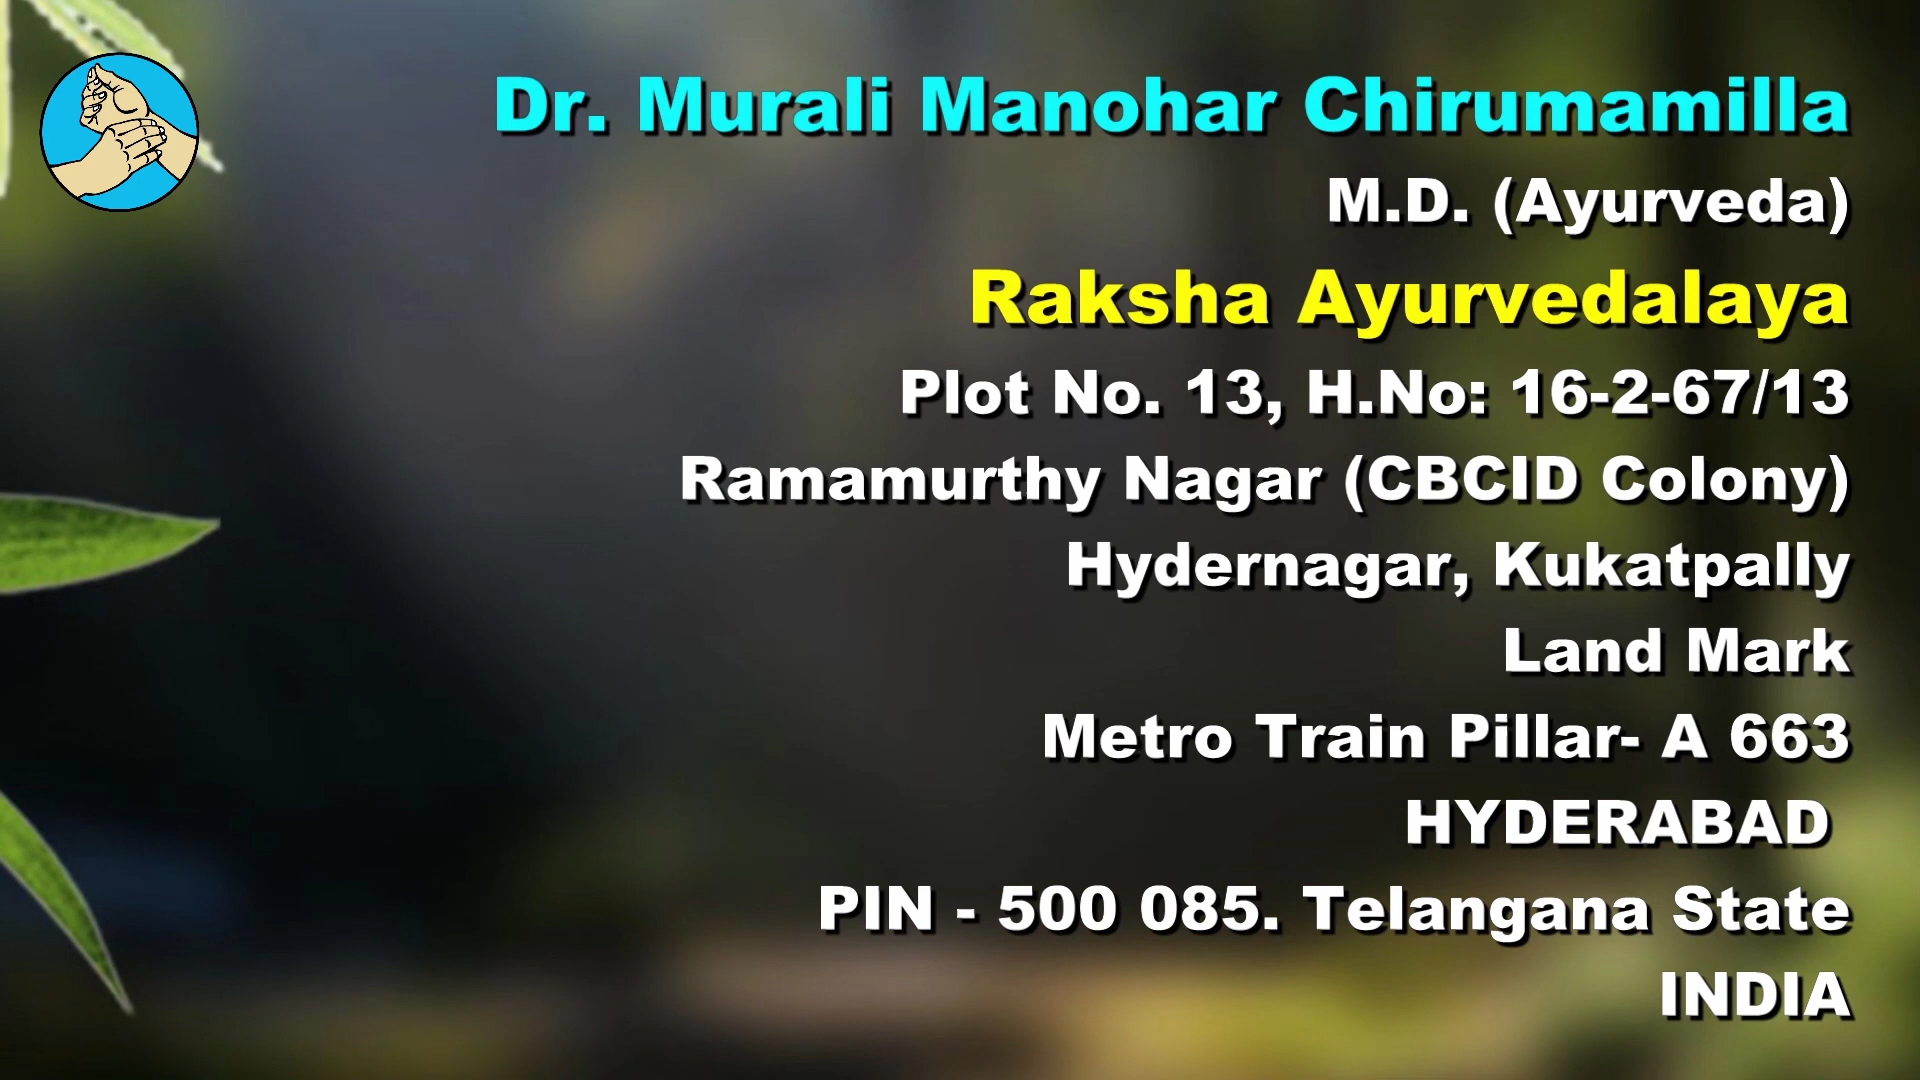 Dr. Murali Manohar Chirumamilla
M.D. (Ayurveda)
Raksha Ayurvedalaya
Plot No. 13, H.No: 16-2-67/13
Ramamurthy Nagar (CBCID Colony)
Hydernagar, Kukatpally
Land Mark
Metro Train Pillar- A 663
HYDERABAD
PIN - 500 085. Telangana State
INDIA